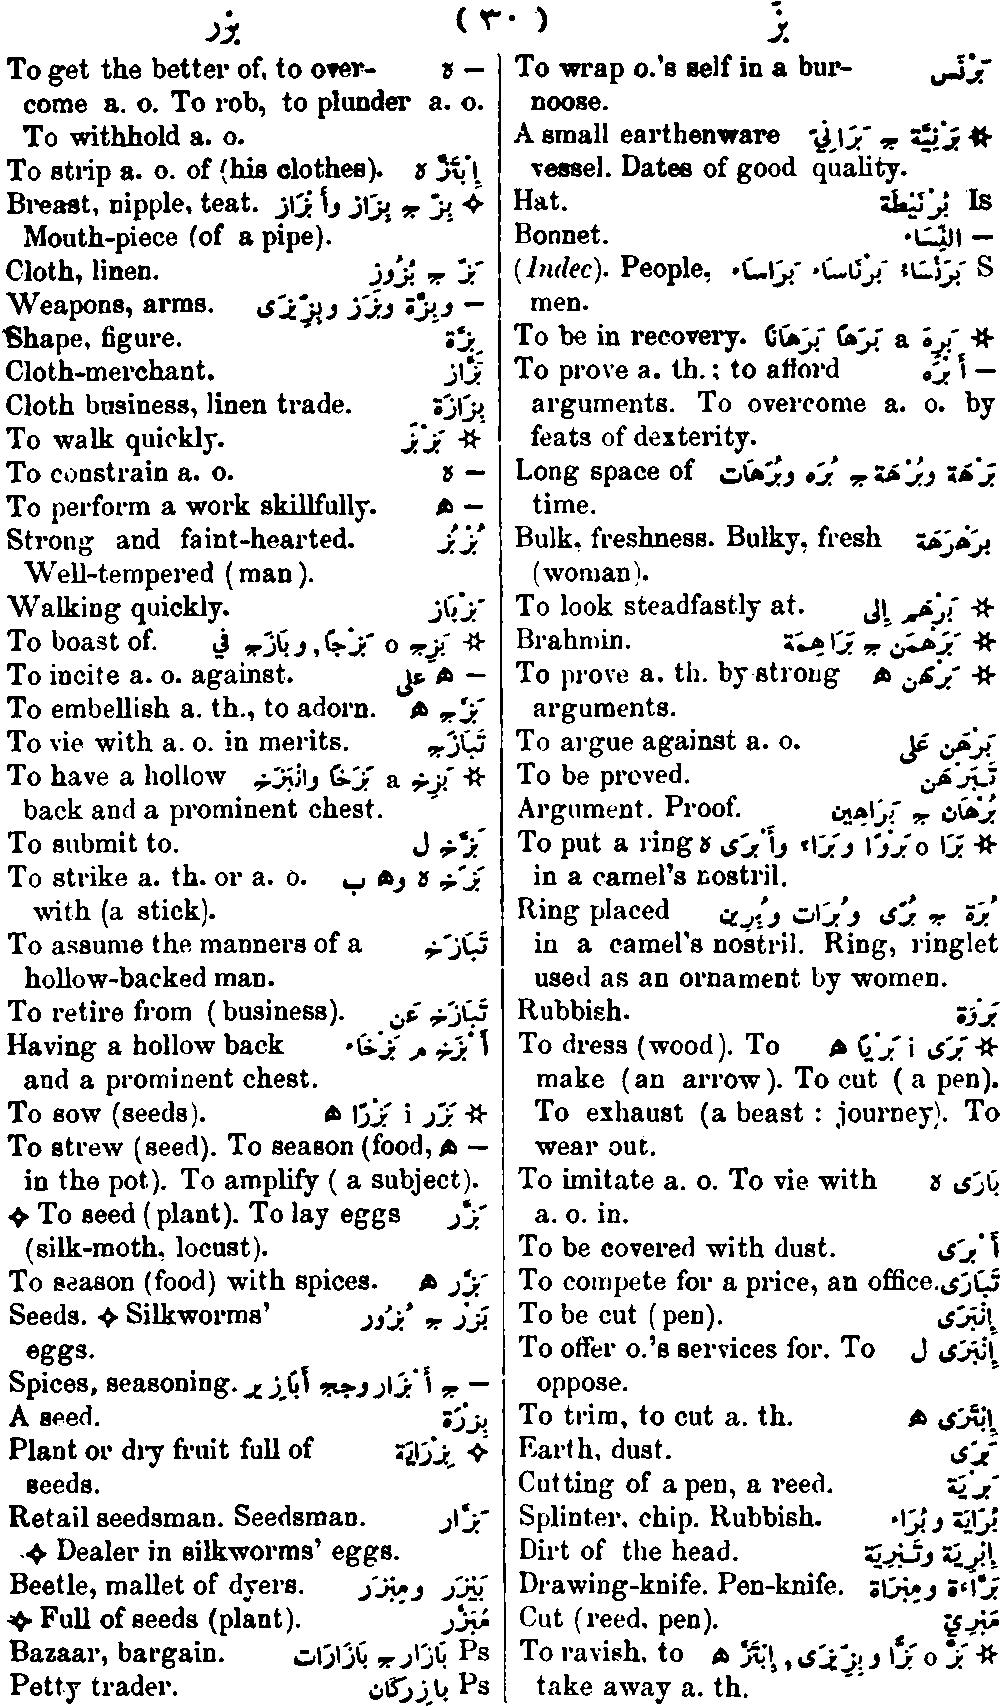 بزر ( ٣٠ ) بزّ
To wrap o.'s self in a bur- بَرْنَس
noose.
A small earthenware ✲ بَرْنِيَّة ج بَرَانِيّ
vessel. Dates of good quality.
Hat. Is بُرْنَيْطَة
Bonnet. — النِّسَاء
(Indec). People, S بَرْنَسَاء بَرْنَاسَاء بَرَاسَاء
men.
To be in recovery. ✲ بَرِهَ a بَرَهًا بَرَهَانًا
To prove a. th.; to afford — أَبْرَه
arguments. To overcome a. o. by
feats of dexterity.
Long space of بَرْهَة وبُرْهَة ج بُرَه وبُرَهَات
time.
Bulk, freshness. Bulky, fresh بَرَهْرَهَة
(woman).
To look steadfastly at. ✲ بَرْهَم إِلى
Brahmin. ✲ بَرَهْمَن ج بَرَاهِمَة
To prove a. th. by strong ✲ بَرْهَن ه
arguments.
To argue against a. o. بَرْهَن عَلَى
To be proved. تَبَرْهَن
Argument. Proof. بُرْهَان ج بَرَاهِين
To put a ring ✲ بَرَا o بَرْوًا وبَرَاء وأَبْرَى ه
in a camel's nostril.
Ring placed بُرَة ج بُرًى وبُرَات وبُرِين
in a camel's nostril. Ring, ringlet
used as an ornament by women.
Rubbish. بَرْوَة
To dress (wood). To ✲ بَرَى i بَرْيًا ه
make (an arrow). To cut (a pen).
To exhaust (a beast : journey). To
wear out.
To imitate a. o. To vie with بَارَى ه
a. o. in.
To be covered with dust. أَبْرَى
To compete for a price, an office. تَبَارَى
To be cut (pen). إِنْبَرَى
To offer o.'s services for. To إِنْبَرَى ل
oppose.
To trim, to cut a. th. إِبْتَرَى ه
Earth, dust. بَرًى
Cutting of a pen, a reed. بَرْيَة
Splinter, chip. Rubbish. بُرَايَة وبُرَاء
Dirt of the head. إِبْرِيَة وتِبْرِيَة
Drawing-knife. Pen-knife. بَرَّاءَة ومِبْرَاة
Cut (reed, pen). مَبْرِيّ
To ravish, to ✲ بَزَّ o بَزًّا وبِزِّيزَى, إِبْتَزَّ ه
take away a. th.
To get the better of, to over- — ه
come a. o. To rob, to plunder a. o.
To withhold a. o.
To strip a. o. of (his clothes). إِبْتَزَّ ه
Breast, nipple, teat. ✧ بِزّ ج بِزَاز وأَبْزَاز
Mouth-piece (of a pipe).
Cloth, linen. بَزّ ج بُزُوز
Weapons, arms. — وبِزَّة وبَزَز وبِزِّيزَى
Shape, figure. بِزَّة
Cloth-merchant. بَزَّاز
Cloth business, linen trade. بِزَازَة
To walk quickly. ✲ بَزْبَز
To constrain a. o. — ه
To perform a work skillfully. — ه
Strong and faint-hearted. بُزْبُز
Well-tempered (man).
Walking quickly. بَزْبَاز
To boast of. ✲ بَزَج o بَزْجًا, وبَازَج في
To incite a. o. against. — ه على
To embellish a. th., to adorn. بَزَّج ه
To vie with a. o. in merits. تَبَازَج
To have a hollow ✲ بَزِخ a بَزَخًا وانْبَزَخ
back and a prominent chest.
To submit to. بَزَّخ ل
To strike a. th. or a. o. بَزَخ ه وه ب
with (a stick).
To assume the manners of a تَبَازَخ
hollow-backed man.
To retire from (business). تَبَازَخ عَن
Having a hollow back أَبْزَخ م بَزْخَاء
and a prominent chest.
To sow (seeds). ✲ بَزَر i بَزْرًا ه
To strew (seed). To season (food, — ه
in the pot). To amplify (a subject).
✧ To seed (plant). To lay eggs بَزَّر
(silk-moth, locust).
To season (food) with spices. بَزَّر ه
Seeds. ✧ Silkworms' بَزْر ج بُزُور
eggs.
Spices, seasoning. — ج أَبْزَار وجج أَبَازِير
A seed. بِزْرَة
Plant or dry fruit full of ✧ بِزْرَايَة
seeds.
Retail seedsman. Seedsman. بَزَّار
✧ Dealer in silkworms' eggs.
Beetle, mallet of dyers. بَيْزَر ومِبْزَر
✧ Full of seeds (plant). مُبَزَّر
Bazaar, bargain. Ps بَازَار ج بَازَارَات
Petty trader. Ps بازِرکَان